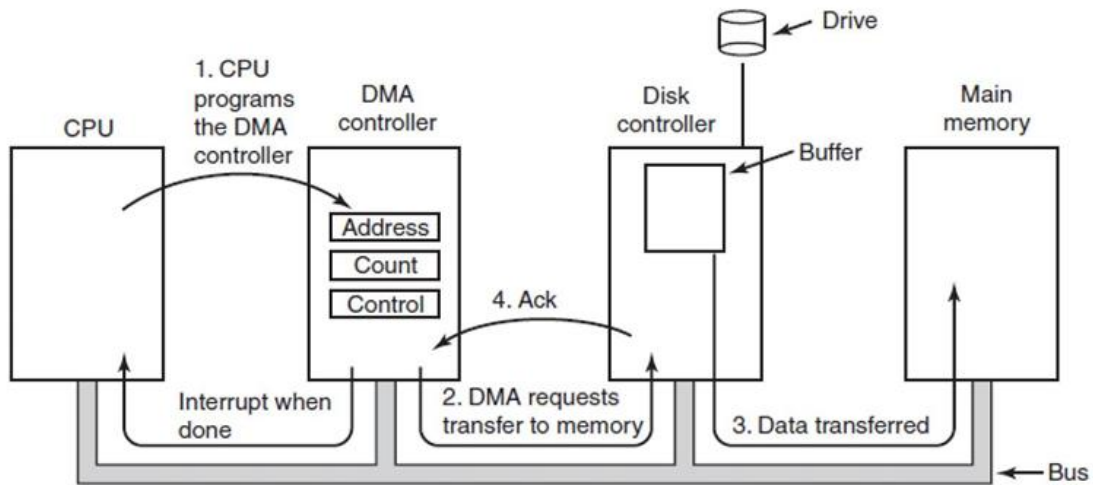 Drive
1. CPU
programs
the DMA
controller
CPU
DMA
controller
Disk
controller
Main
memory
Buffer
Address
Count
Control
4. Ack
Interrupt when
done
2. DMA requests
transfer to memory
3. Data transferred
Bus